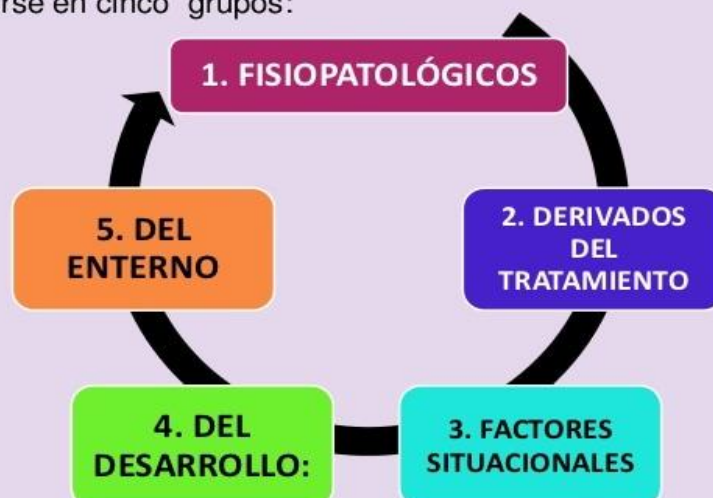 rse en cinco grupos:
1. FISIOPATOLÓGICOS
2. DERIVADOS
DEL
TRATAMIENTO
3. FACTORES
SITUACIONALES
4. DEL
DESARROLLO:
5. DEL
ENTERNO